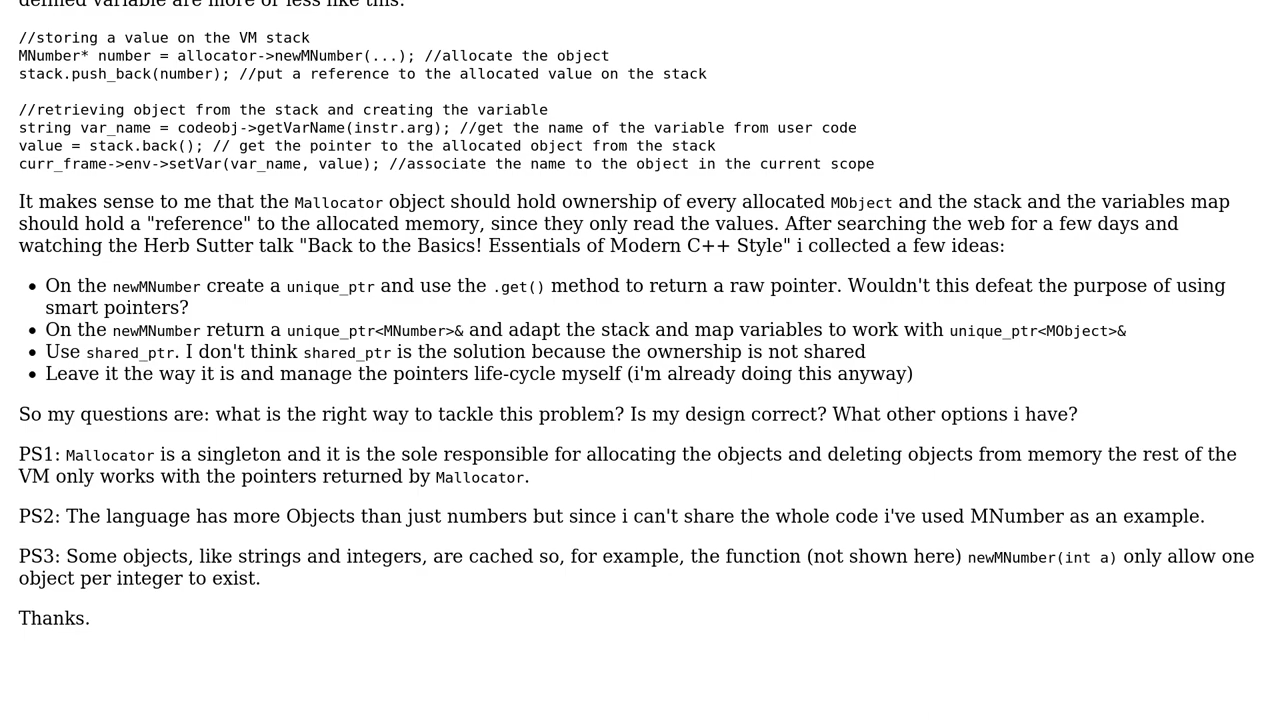 defined variable are more or less like this:
//storing a value on the VM stack
MNumber* number = allocator->newMNumber(...); //allocate the object
stack.push_back(number); //put a reference to the allocated value on the stack
//retrieving object from the stack and creating the variable
string var_name = codeobj->getVarName(instr.arg); //get the name of the variable from user code
value = stack.back(); // get the pointer to the allocated object from the stack
curr_frame->env->setVar(var_name, value); //associate the name to the object in the current scope
It makes sense to me that the Mallocator object should hold ownership of every allocated MObject and the stack and the variables map
should hold a "reference" to the allocated memory, since they only read the values. After searching the web for a few days and
watching the Herb Sutter talk "Back to the Basics! Essentials of Modern C++ Style" i collected a few ideas:
• On the newMNumber create a unique_ptr and use the .get() method to return a raw pointer. Wouldn't this defeat the purpose of using
smart pointers?
• On the newMNumber return a unique_ptr<MNumber>& and adapt the stack and map variables to work with unique_ptr<MObject>&
• Use shared_ptr. I don't think shared_ptr is the solution because the ownership is not shared
• Leave it the way it is and manage the pointers life-cycle myself (i'm already doing this anyway)
So my questions are: what is the right way to tackle this problem? Is my design correct? What other options i have?
PS1: Mallocator is a singleton and it is the sole responsible for allocating the objects and deleting objects from memory the rest of the
VM only works with the pointers returned by Mallocator.
PS2: The language has more Objects than just numbers but since i can't share the whole code i've used MNumber as an example.
PS3: Some objects, like strings and integers, are cached so, for example, the function (not shown here) newMNumber(int a) only allow one
object per integer to exist.
Thanks.